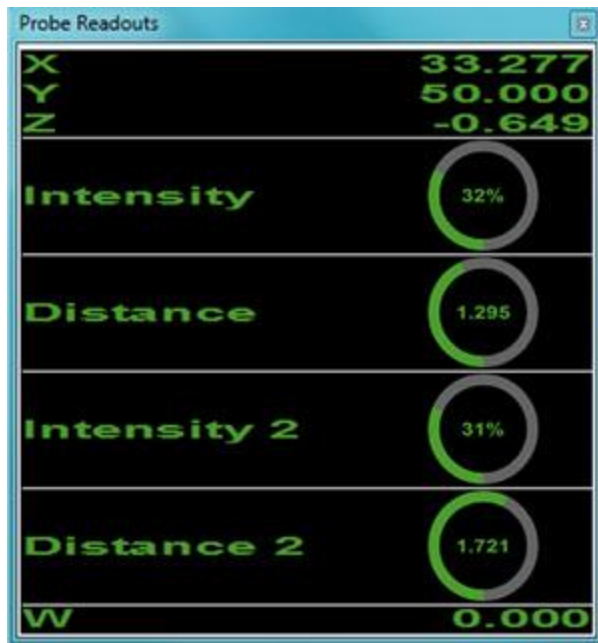 Probe Readouts
X 33.277
Y 50.000
Z -0.649
Intensity 32%
Distance 1.295
Intensity 2 31%
Distance 2 1.721
W 0.000